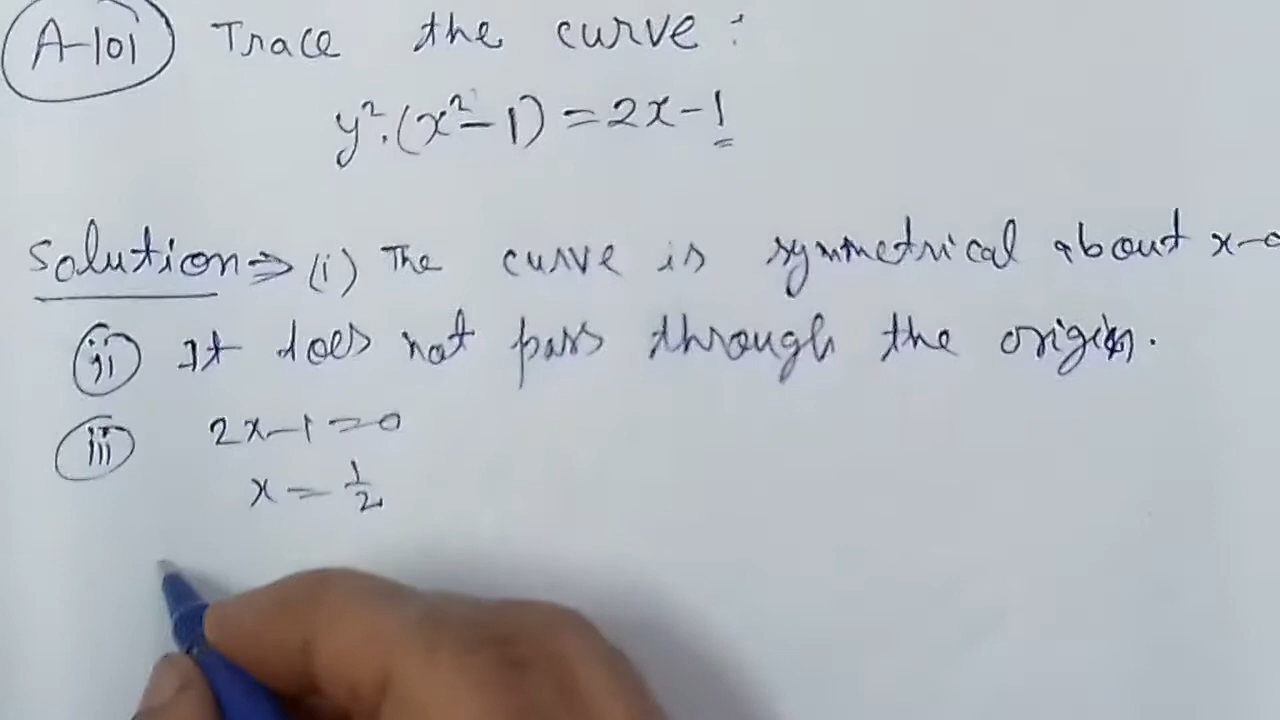 A-101 Trace the curve :
y².(x²-1) = 2x-1
Solution ⇒ (i) The curve is symmetrical about x-a
(ii) It does not pass through the origin.
(iii) 2x-1=0
x = 1/2